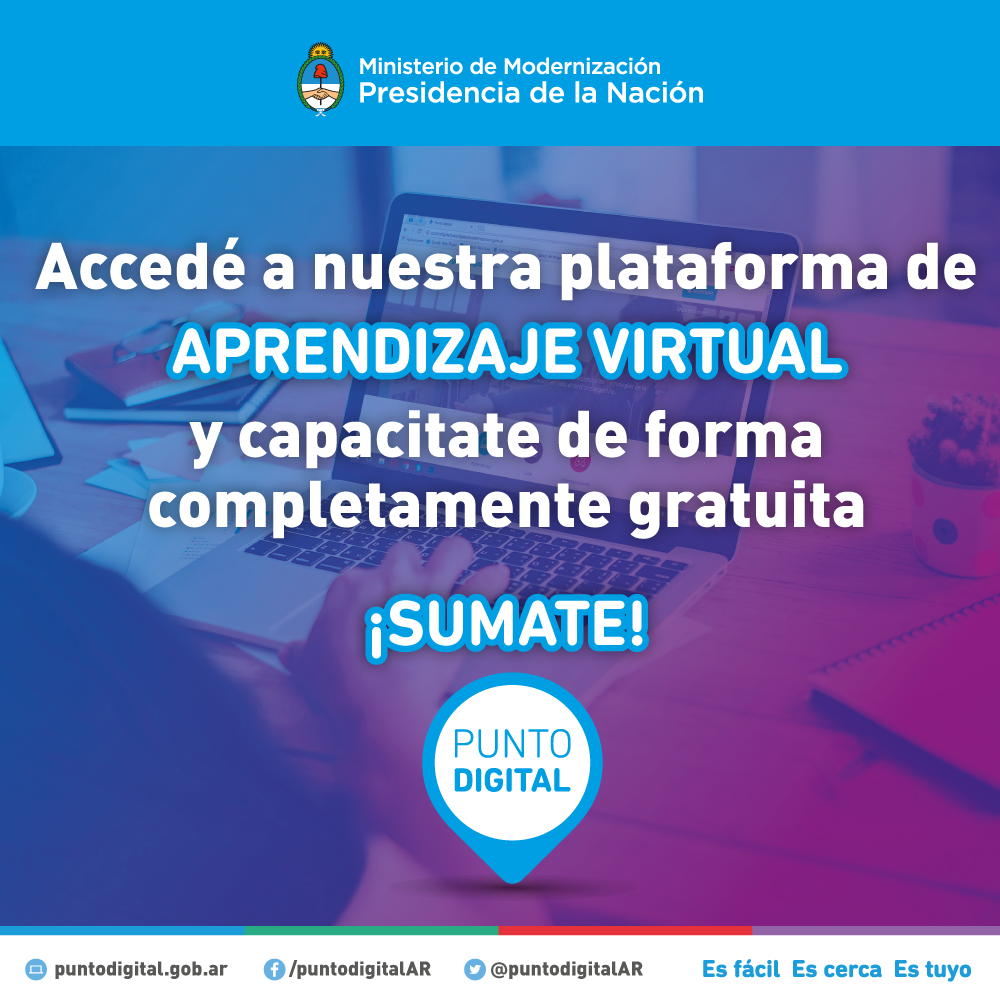 Ministerio de Modernización
Presidencia de la Nación
Accedé a nuestra plataforma de
APRENDIZAJE VIRTUAL
y capacitate de forma
completamente gratuita
¡SUMATE!
PUNTO
DIGITAL
puntodigital.gob.ar /puntodigitalAR @puntodigitalAR Es fácil Es cerca Es tuyo